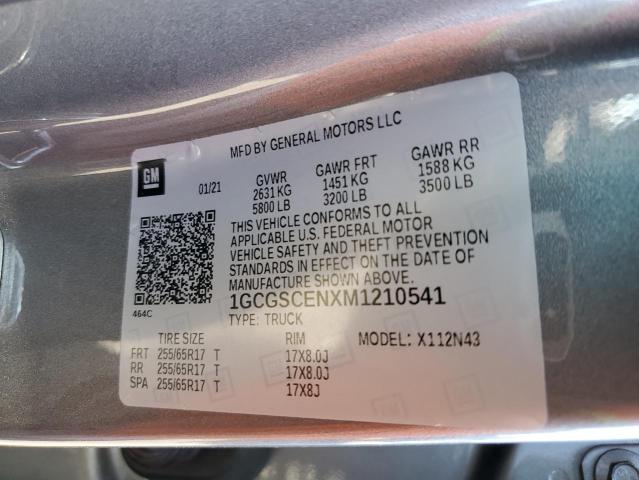 MFD BY GENERAL MOTORS LLC
GM
01/21
GVWR GAWR FRT GAWR RR
2631 KG 1451 KG 1588 KG
5800 LB 3200 LB 3500 LB
THIS VEHICLE CONFORMS TO ALL
APPLICABLE U.S. FEDERAL MOTOR
VEHICLE SAFETY AND THEFT PREVENTION
STANDARDS IN EFFECT ON THE DATE OF
MANUFACTURE SHOWN ABOVE.
464C
1GCGSCENXM1210541
TYPE: TRUCK
TIME SIZE RIM MODEL: X112N43
FRT 255/65R17 T 17X8.0J
RR 255/65R17 T 17X8.0J
SPA 255/65R17 T 17X8J